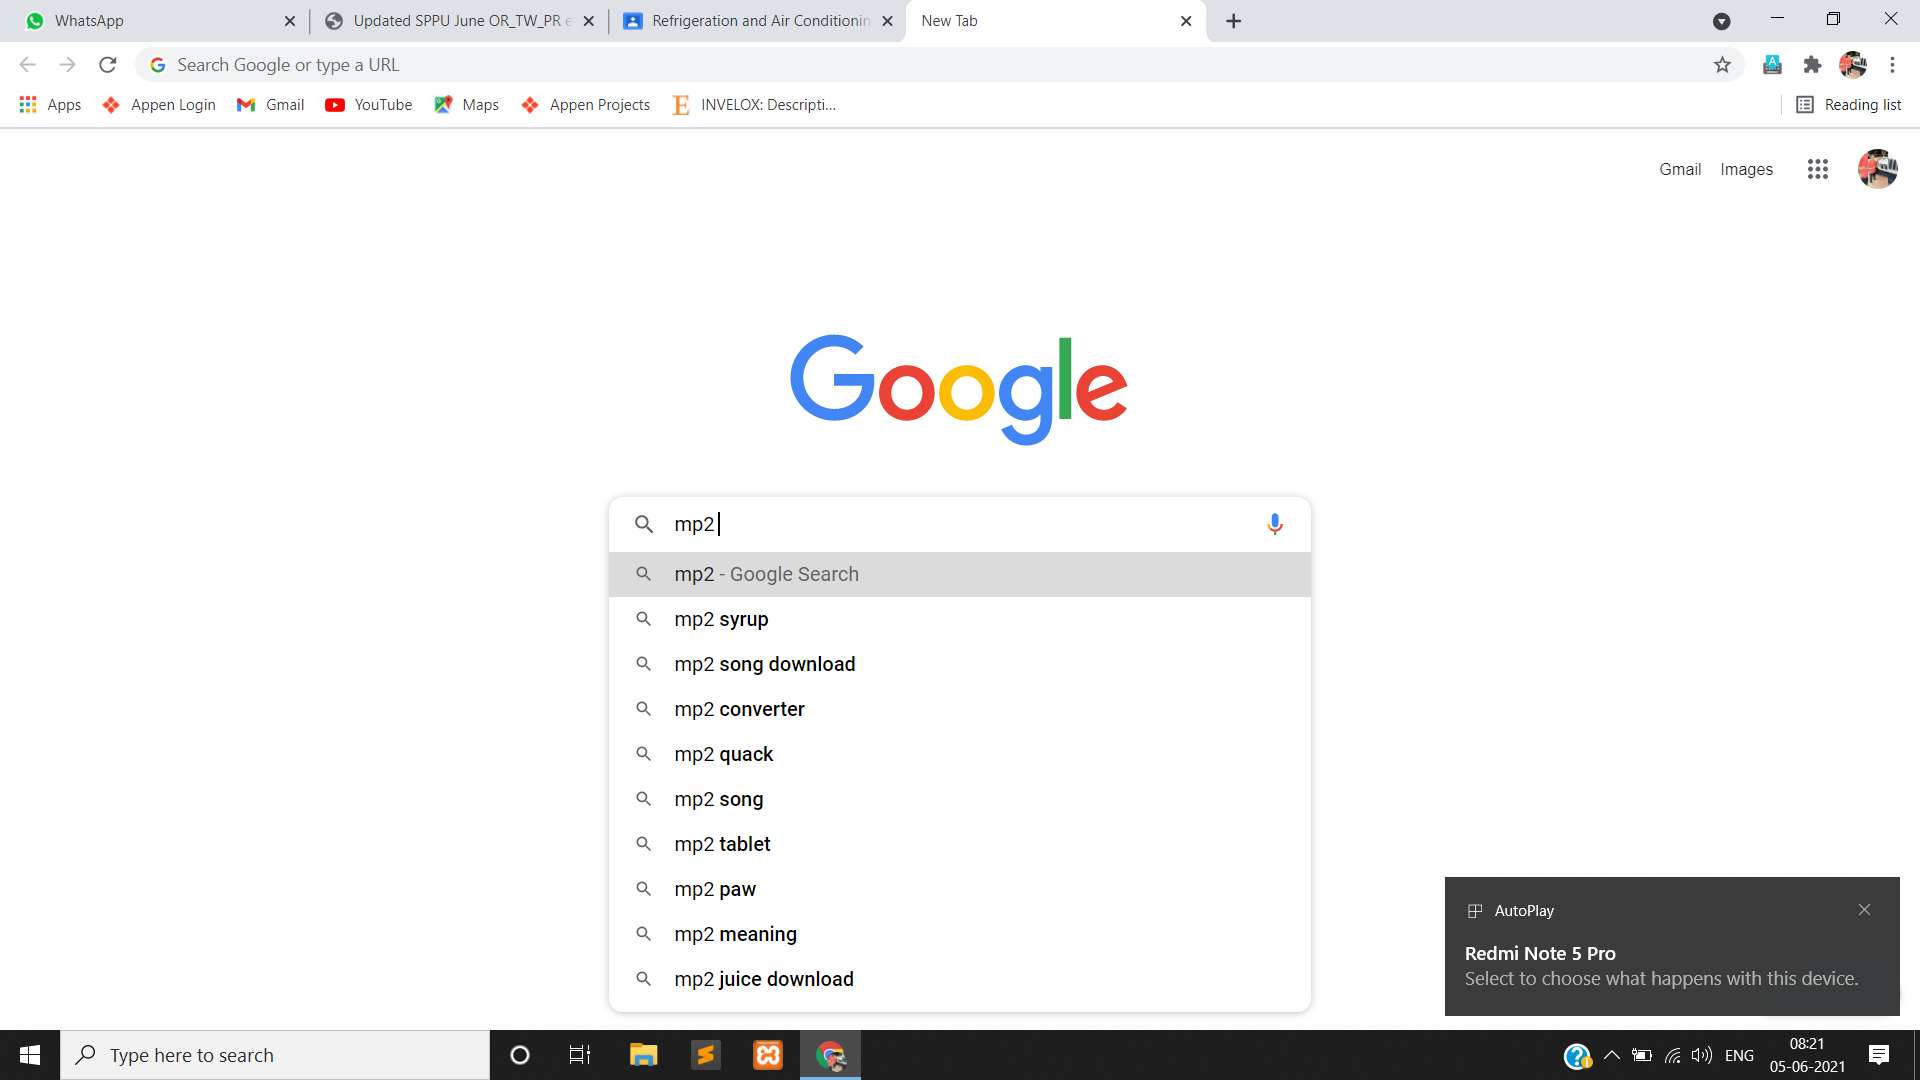 WhatsApp
Updated SPPU June OR_TW_PR e
Refrigeration and Air Conditionin
New Tab
Search Google or type a URL
Apps
Appen Login
Gmail
YouTube
Maps
Appen Projects
INVELOX: Descripti...
Reading list
Gmail
Images
Google
mp2
mp2 - Google Search
mp2 syrup
mp2 song download
mp2 converter
mp2 quack
mp2 song
mp2 tablet
mp2 paw
mp2 meaning
mp2 juice download
AutoPlay
Redmi Note 5 Pro
Select to choose what happens with this device.
Type here to search
ENG
08:21
05-06-2021